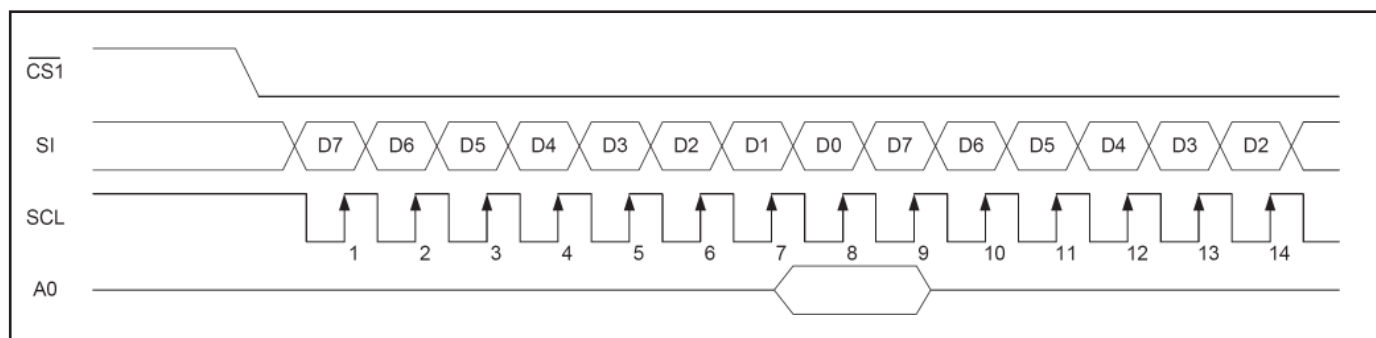 CS1
SI D7 D6 D5 D4 D3 D2 D1 D0 D7 D6 D5 D4 D3 D2
SCL
1 2 3 4 5 6 7 8 9 10 11 12 13 14
A0